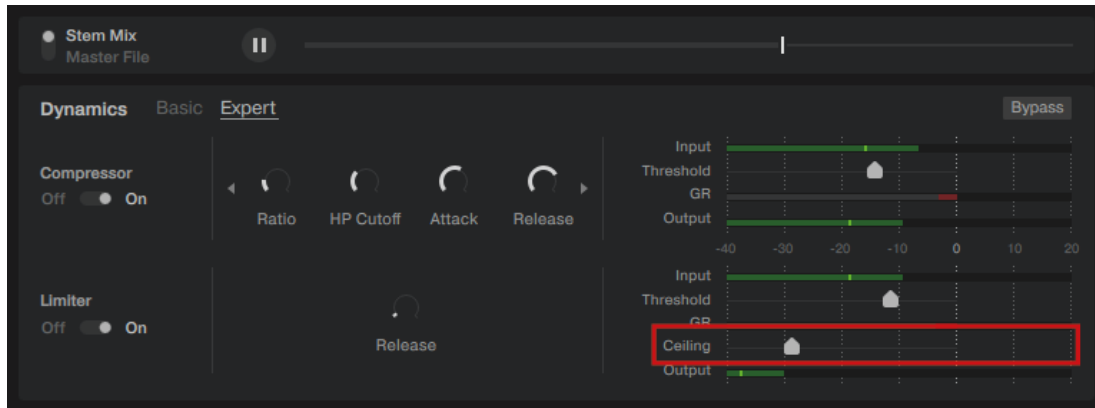 Stem Mix
Master File
Dynamics Basic Expert Bypass
Compressor
Off On
Ratio HP Cutoff Attack Release
Input
Threshold
GR
Output
-40 -30 -20 -10 0 10 20
Limiter
Off On
Release
Input
Threshold
GR
Ceiling
Output